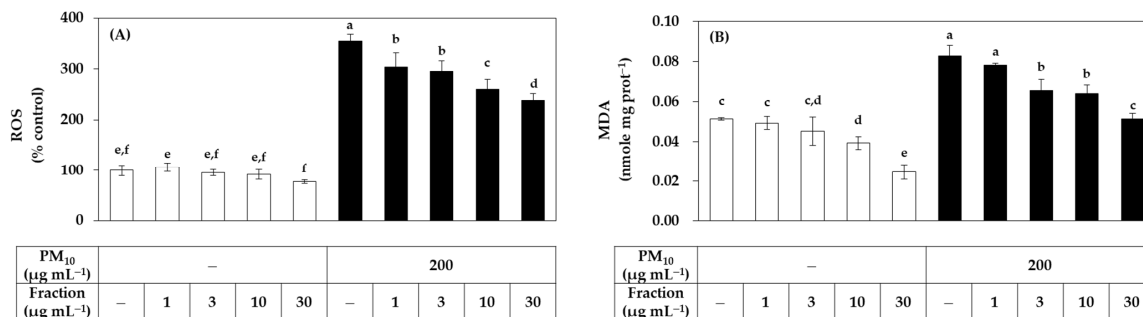 (A)
ROS
(% control)
400
300
200
100
0
e,f
e
e,f
e,f
f
a
b
b
c
d
PM₁₀
(µg mL⁻¹)
–
200
Fraction
(µg mL⁻¹)
– 1 3 10 30 – 1 3 10 30
(B)
MDA
(nmole mg prot⁻¹)
0.10
0.08
0.06
0.04
0.02
0.00
c
c
c,d
d
e
a
a
b
b
c
PM₁₀
(µg mL⁻¹)
–
200
Fraction
(µg mL⁻¹)
– 1 3 10 30 – 1 3 10 30